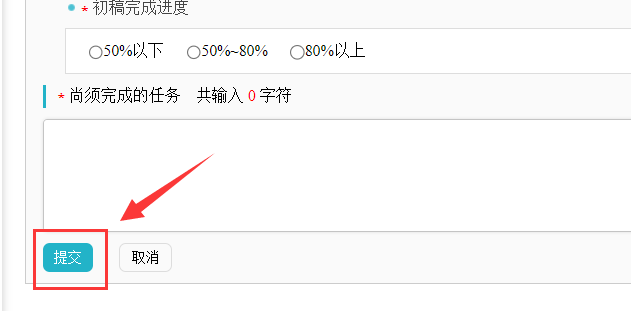 * 初稿完成进度
50%以下 50%~80% 80%以上
* 尚须完成的任务 共输入 0 字符
提交 取消